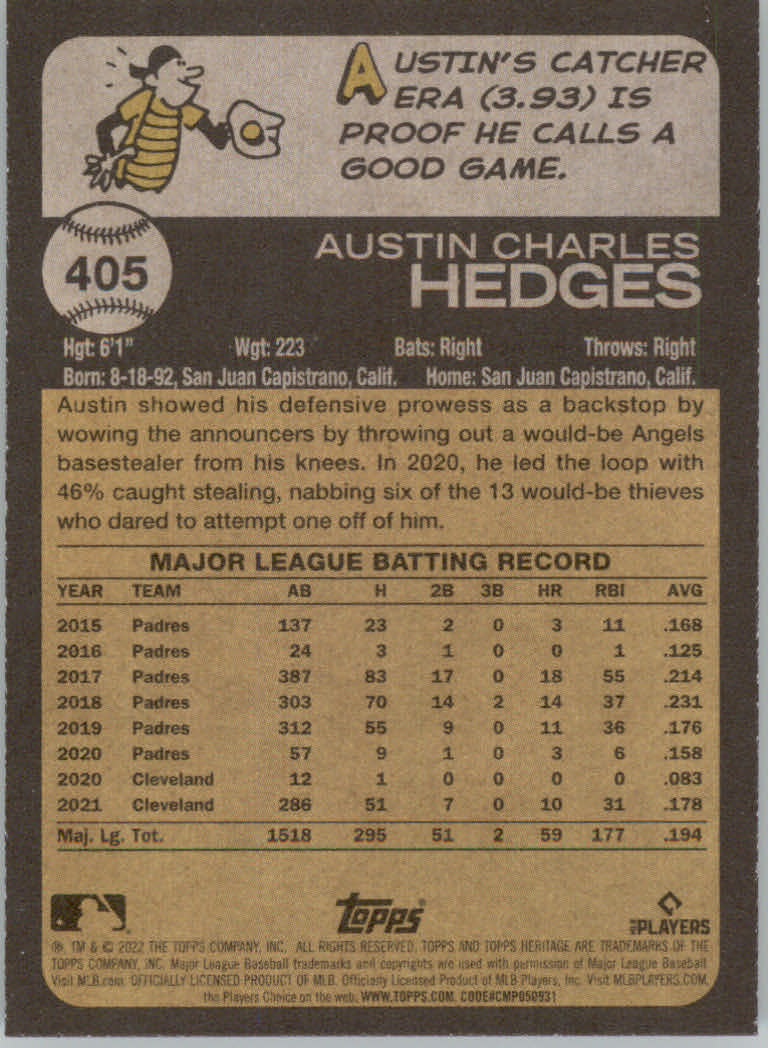 AUSTIN'S CATCHER
ERA (3.93) IS
PROOF HE CALLS A
GOOD GAME.
405
AUSTIN CHARLES
HEDGES
Hgt: 6'1" Wgt: 223 Bats: Right Throws: Right
Born: 8-18-92, San Juan Capistrano, Calif. Home: San Juan Capistrano, Calif.
Austin showed his defensive prowess as a backstop by
wowing the announcers by throwing out a would-be Angels
basestealer from his knees. In 2020, he led the loop with
46% caught stealing, nabbing six of the 13 would-be thieves
who dared to attempt one off of him.
MAJOR LEAGUE BATTING RECORD
YEAR TEAM AB H 2B 3B HR RBI AVG
2015 Padres 137 23 2 0 3 11 .168
2016 Padres 24 3 1 0 0 1 .125
2017 Padres 387 83 17 0 18 55 .214
2018 Padres 303 70 14 2 14 37 .231
2019 Padres 312 55 9 0 11 36 .176
2020 Padres 57 9 1 0 3 6 .158
2020 Cleveland 12 1 0 0 0 0 .083
2021 Cleveland 286 51 7 0 10 31 .178
Maj. Lg. Tot. 1518 295 51 2 59 177 .194
topps
PLAYERS
®, TM & © 2022 THE TOPPS COMPANY, INC. ALL RIGHTS RESERVED. TOPPS AND TOPPS HERITAGE ARE TRADEMARKS OF THE
TOPPS COMPANY, INC. Major League Baseball trademarks and copyrights are used with permission of Major League Baseball.
Visit MLB.com. OFFICIALLY LICENSED PRODUCT OF MLB. Officially Licensed Product of MLB Players, Inc. Visit MLBPLAYERS.COM,
the Players Choice on the web. WWW.TOPPS.COM. CODE#CMP050931